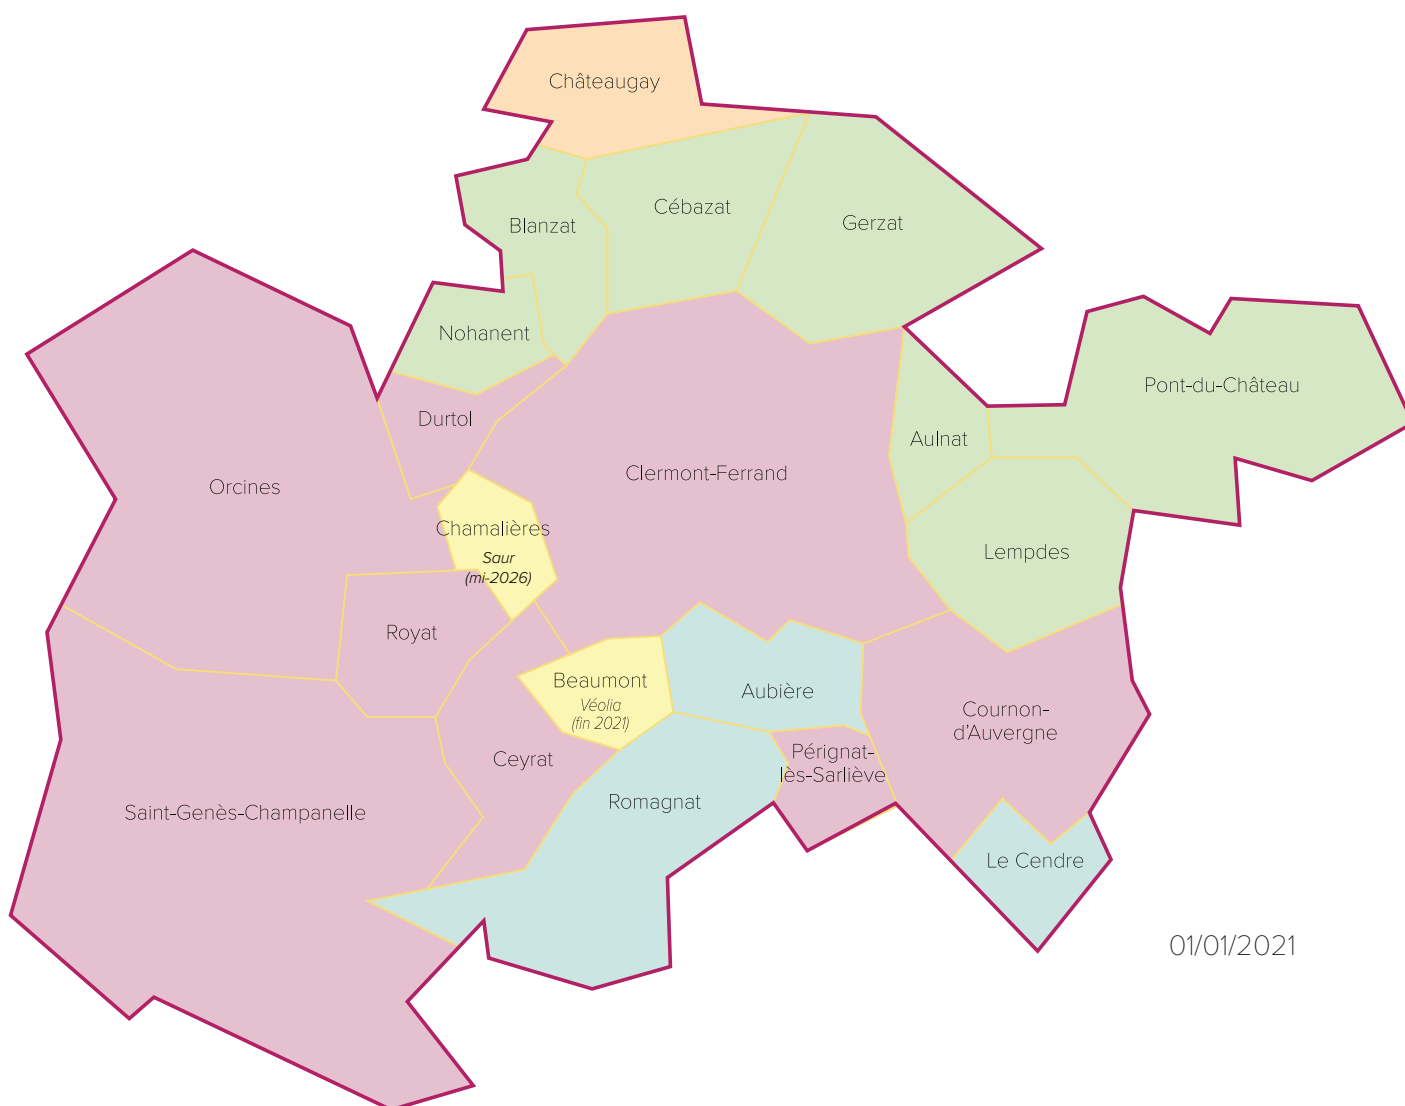 Châteaugay
Cébazat
Blanzat
Gerzat
Nohanent
Pont-du-Château
Durtol
Aulnat
Clermont-Ferrand
Orcines
Chamalières
Saur
(mi-2026)
Lempdes
Royat
Beaumont
Véolia
(fin 2021)
Aubière
Cournon-
d'Auvergne
Ceyrat
Pérignat-
lès-Sarliève
Romagnat
Saint-Genès-Champanelle
Le Cendre
01/01/2021